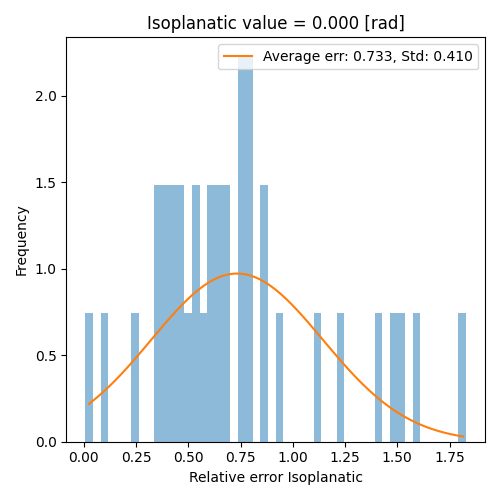 Isoplanatic value = 0.000 [rad]
Average err: 0.733, Std: 0.410
Frequency
2.0
1.5
1.0
0.5
0.0
0.00 0.25 0.50 0.75 1.00 1.25 1.50 1.75
Relative error Isoplanatic